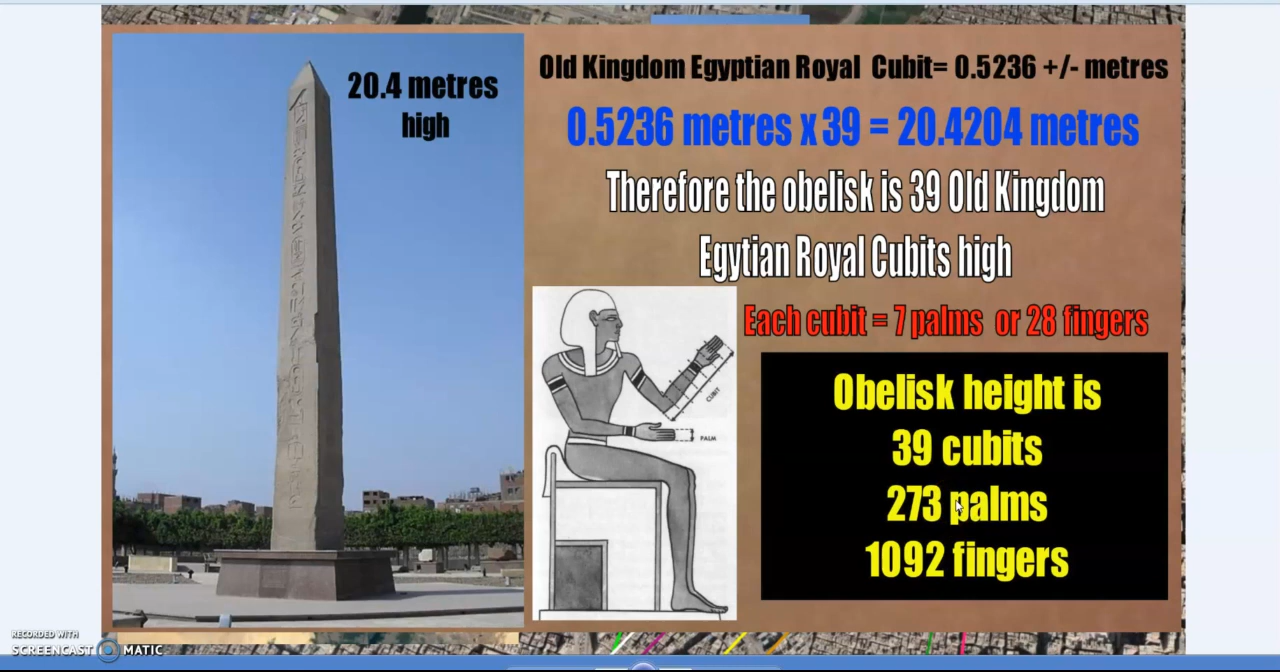 20.4 metres
high
Old Kingdom Egyptian Royal Cubit= 0.5236 +/- metres
0.5236 metres x 39 = 20.4204 metres
Therefore the obelisk is 39 Old Kingdom
Egytian Royal Cubits high
Each cubit = 7 palms or 28 fingers
CUBIT
PALM
Obelisk height is
39 cubits
273 palms
1092 fingers
RECORDED WITH
SCREENCAST MATIC